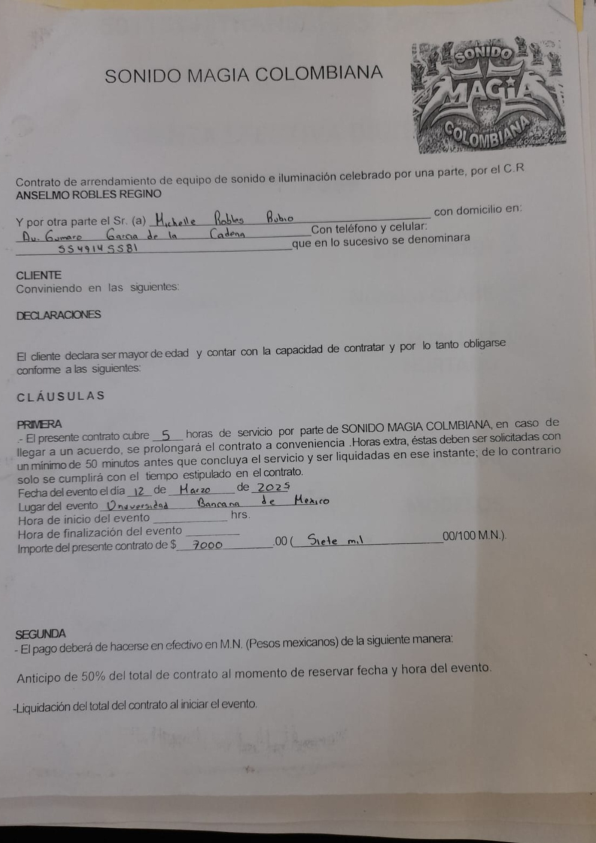 SONIDO MAGIA COLOMBIANA
SONIDO
MAGIA
COLOMBIANA
Contrato de arrendamiento de equipo de sonido e iluminación celebrado por una parte, por el C.R
ANSELMO ROBLES REGINO
Y por otra parte el Sr. (a) Michelle Robles Rubio con domicilio en:
Av. Gumaro Garcia de la Cadena Con teléfono y celular:
5549145581 que en lo sucesivo se denominara
CLIENTE
Conviniendo en las siguientes:
DECLARACIONES
El cliente declara ser mayor de edad y contar con la capacidad de contratar y por lo tanto obligarse
conforme a las siguientes:
CLÁUSULAS
PRIMERA
.- El presente contrato cubre 5 horas de servicio por parte de SONIDO MAGIA COLMBIANA, en caso de
llegar a un acuerdo, se prolongará el contrato a conveniencia .Horas extra, éstas deben ser solicitadas con
un mínimo de 50 minutos antes que concluya el servicio y ser liquidadas en ese instante; de lo contrario
solo se cumplirá con el tiempo estipulado en el contrato.
Fecha del evento el día 12 de Marzo de 2025
Lugar del evento Unuversidad Bancaria de Mexico
Hora de inicio del evento ____________ hrs.
Hora de finalización del evento _________
Importe del presente contrato de $ 7000 .00 ( Siete mil 00/100 M.N.).
SEGUNDA
- El pago deberá de hacerse en efectivo en M.N. (Pesos mexicanos) de la siguiente manera:
Anticipo de 50% del total de contrato al momento de reservar fecha y hora del evento.
-Liquidación del total del contrato al iniciar el evento.